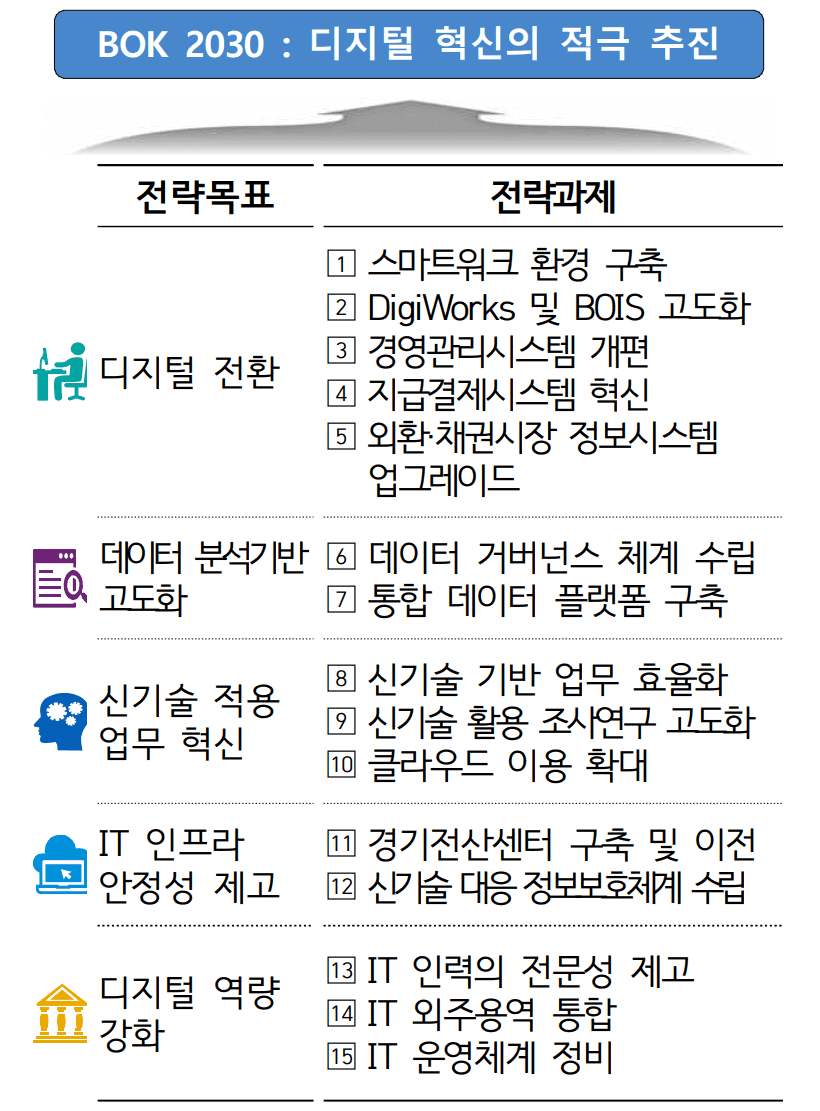 BOK 2030 : 디지털 혁신의 적극 추진
전략목표
전략과제
디지털 전환
1 스마트워크 환경 구축
2 DigiWorks 및 BOIS 고도화
3 경영관리시스템 개편
4 지급결제시스템 혁신
5 외환·채권시장 정보시스템
업그레이드
데이터 분석기반
고도화
6 데이터 거버넌스 체계 수립
7 통합 데이터 플랫폼 구축
신기술 적용
업무 혁신
8 신기술 기반 업무 효율화
9 신기술 활용 조사연구 고도화
10 클라우드 이용 확대
IT 인프라
안정성 제고
11 경기전산센터 구축 및 이전
12 신기술 대응 정보보호체계 수립
디지털 역량
강화
13 IT 인력의 전문성 제고
14 IT 외주용역 통합
15 IT 운영체계 정비